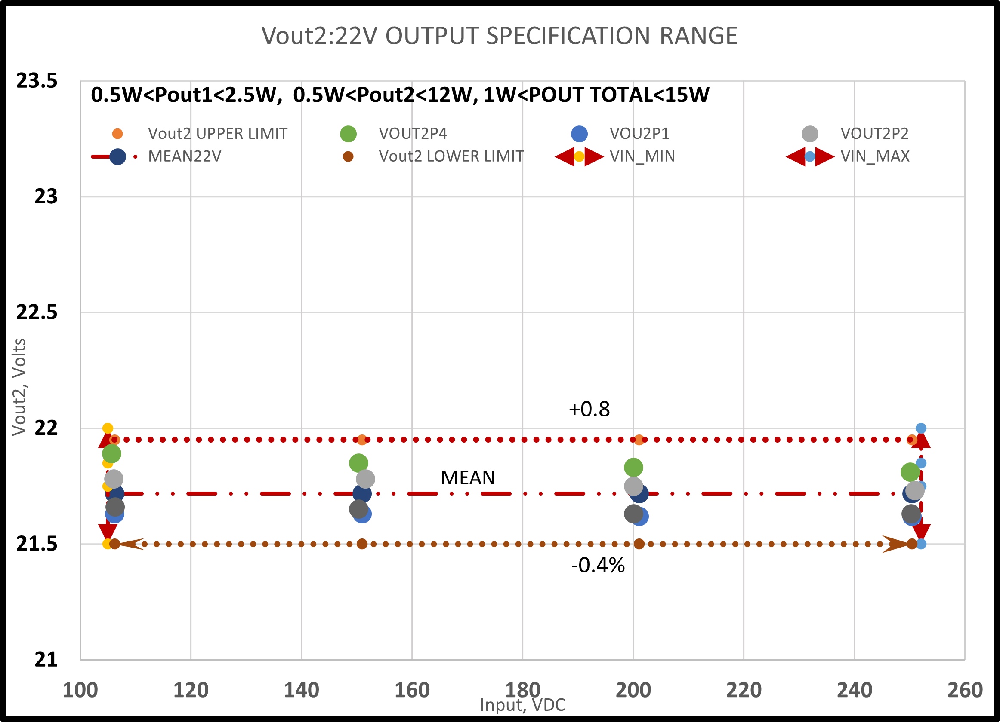 Vout2:22V OUTPUT SPECIFICATION RANGE
23.5
0.5W<Pout1<2.5W,  0.5W<Pout2<12W, 1W<POUT TOTAL<15W
Vout2 UPPER LIMIT VOUT2P4 VOU2P1 VOUT2P2
MEAN22V Vout2 LOWER LIMIT VIN_MIN VIN_MAX
23
22.5
Vout2, Volts
+0.8
22
MEAN
21.5
-0.4%
21
100 120 140 160 180 200 220 240 260
Input, VDC